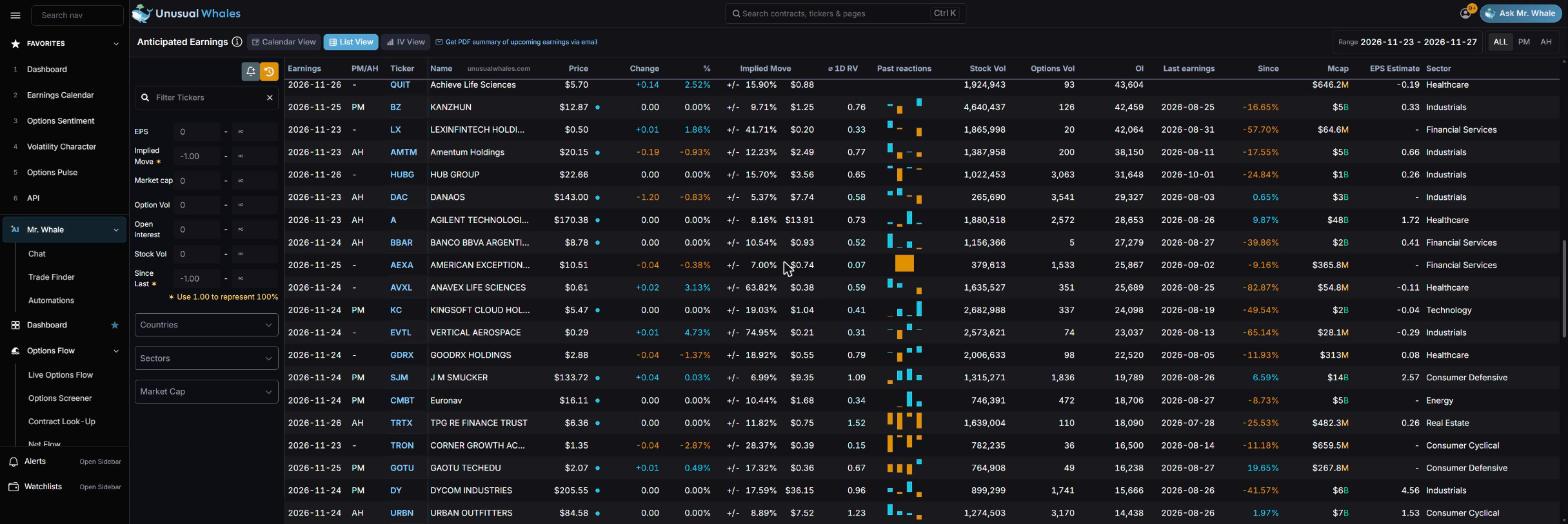 Search nav
Unusual Whales
Search contracts, tickers & pages
Ctrl K
9+
Ask Mr. Whale
FAVORITES
1 Dashboard
2 Earnings Calendar
3 Options Sentiment
4 Volatility Character
5 Options Pulse
6 API
Mr. Whale
Chat
Trade Finder
Automations
Dashboard
Options Flow
Live Options Flow
Options Screener
Contract Look-Up
Net Flow
Alerts Open Sidebar
Watchlists Open Sidebar
Anticipated Earnings
Calendar View
List View
IV View
Get PDF summary of upcoming earnings via email
Range 2026-11-23 - 2026-11-27
ALL PM AH
Filter Tickers
EPS 0 - ∞
Implied Move * -1.00 - ∞
Market cap 0 - ∞
Option Vol 0 - ∞
Open interest 0 - ∞
Stock Vol 0 - ∞
Since Last * -1.00 - ∞
* Use 1.00 to represent 100%
Countries
Sectors
Market Cap
Earnings PM/AH Ticker Name unusualwhales.com Price Change % Implied Move ø 1D RV Past reactions Stock Vol Options Vol OI Last earnings Since Mcap EPS Estimate Sector
2026-11-26 - QUIT Achieve Life Sciences $5.70 +0.14 2.52% +/- 15.90% $0.88 1,924,943 93 43,604 $646.2M -0.19 Healthcare
2026-11-25 PM BZ KANZHUN $12.87 0.00 0.00% +/- 9.71% $1.25 0.76 4,640,437 126 42,459 2026-08-25 -16.65% $5B 0.33 Industrials
2026-11-23 - LX LEXINFINTECH HOLDI... $0.50 +0.01 1.86% +/- 41.71% $0.20 0.33 1,865,998 20 42,064 2026-08-31 -57.70% $64.6M - Financial Services
2026-11-23 AH AMTM Amentum Holdings $20.15 -0.19 -0.93% +/- 12.23% $2.49 0.77 1,387,958 200 38,150 2026-08-11 -17.55% $5B 0.66 Industrials
2026-11-26 - HUBG HUB GROUP $22.66 0.00 0.00% +/- 15.70% $3.56 0.65 1,022,453 3,063 31,648 2026-10-01 -24.84% $1B 0.26 Industrials
2026-11-23 AH DAC DANAOS $143.00 -1.20 -0.83% +/- 5.37% $7.74 0.58 265,690 3,541 29,327 2026-08-03 0.65% $3B - Industrials
2026-11-23 AH A AGILENT TECHNOLOGI... $170.38 0.00 0.00% +/- 8.16% $13.91 0.73 1,880,518 2,572 28,653 2026-08-26 9.87% $48B 1.72 Healthcare
2026-11-24 AH BBAR BANCO BBVA ARGENTI... $8.78 0.00 0.00% +/- 10.54% $0.93 0.52 1,156,366 5 27,279 2026-08-27 -39.86% $2B 0.41 Financial Services
2026-11-25 - AEXA AMERICAN EXCEPTION... $10.51 -0.04 -0.38% +/- 7.00% $0.74 0.07 379,613 1,533 25,867 2026-09-02 -9.16% $365.8M - Financial Services
2026-11-24 - AVXL ANAVEX LIFE SCIENCES $0.61 +0.02 3.13% +/- 63.82% $0.38 0.59 1,635,527 351 25,689 2026-08-25 -82.87% $54.8M -0.11 Healthcare
2026-11-24 PM KC KINGSOFT CLOUD HOL... $5.47 0.00 0.00% +/- 19.03% $1.04 0.41 2,682,988 337 24,098 2026-08-19 -49.54% $2B -0.04 Technology
2026-11-24 - EVTL VERTICAL AEROSPACE $0.29 +0.01 4.73% +/- 74.95% $0.21 0.31 2,573,621 74 23,037 2026-08-13 -65.14% $28.1M -0.29 Industrials
2026-11-24 - GDRX GOODRX HOLDINGS $2.88 -0.04 -1.37% +/- 18.92% $0.55 0.79 2,006,633 98 22,520 2026-08-05 -11.93% $313M 0.08 Healthcare
2026-11-24 PM SJM J M SMUCKER $133.72 +0.04 0.03% +/- 6.99% $9.35 1.09 1,315,271 1,836 19,789 2026-08-26 6.59% $14B 2.57 Consumer Defensive
2026-11-24 PM CMBT Euronav $16.11 0.00 0.00% +/- 10.44% $1.68 0.34 746,391 472 18,706 2026-08-27 -8.73% $5B - Energy
2026-11-26 AH TRTX TPG RE FINANCE TRUST $6.36 0.00 0.00% +/- 11.82% $0.75 1.52 1,639,004 110 18,090 2026-07-28 -25.53% $482.3M 0.26 Real Estate
2026-11-23 - TRON CORNER GROWTH AC... $1.35 -0.04 -2.87% +/- 28.37% $0.39 0.15 782,235 36 16,500 2026-08-14 -11.18% $659.5M - Consumer Cyclical
2026-11-25 PM GOTU GAOTU TECHEDU $2.07 +0.01 0.49% +/- 17.32% $0.36 0.67 764,908 49 16,238 2026-08-27 19.65% $267.8M - Consumer Defensive
2026-11-24 PM DY DYCOM INDUSTRIES $205.55 0.00 0.00% +/- 17.59% $36.15 0.96 899,299 1,741 15,666 2026-08-26 -41.57% $6B 4.56 Industrials
2026-11-24 AH URBN URBAN OUTFITTERS $84.58 0.00 0.00% +/- 8.89% $7.52 1.23 1,274,503 3,170 14,438 2026-08-26 1.97% $7B 1.53 Consumer Cyclical